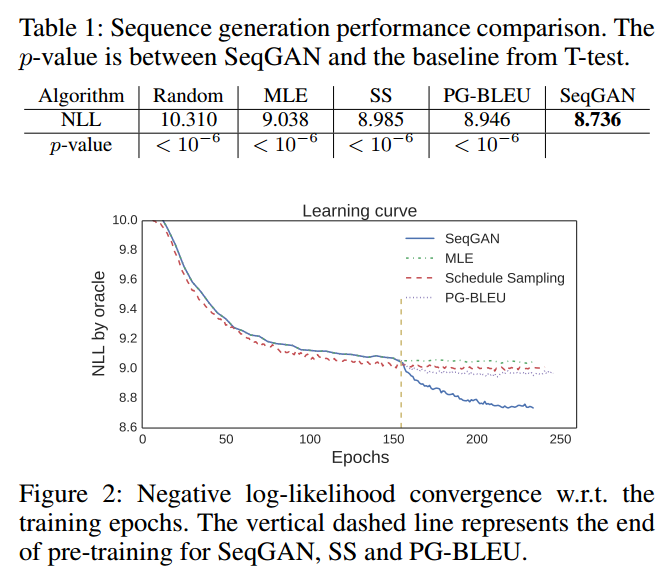 Table 1: Sequence generation performance comparison. The
p-value is between SeqGAN and the baseline from T-test.
Algorithm Random MLE SS PG-BLEU SeqGAN
NLL 10.310 9.038 8.985 8.946 8.736
p-value < 10⁻⁶ < 10⁻⁶ < 10⁻⁶ < 10⁻⁶
Learning curve
10.0
9.8
9.6
9.4
9.2
9.0
8.8
8.6
NLL by oracle
SeqGAN
MLE
Schedule Sampling
PG-BLEU
0 50 100 150 200 250
Epochs
Figure 2: Negative log-likelihood convergence w.r.t. the
training epochs. The vertical dashed line represents the end
of pre-training for SeqGAN, SS and PG-BLEU.